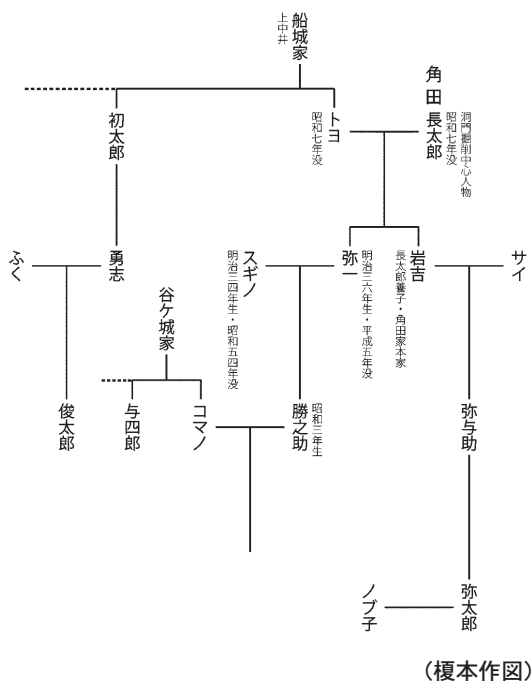 船城家
上中井
角田 長太郎
洞門掘削中心人物
昭和七年没
トヨ
昭和七年没
初太郎
サイ
岩吉
長太郎養子・角田家本家
弥一
明治三六年生・平成五年没
スギノ
明治三四年生・昭和五四年没
勇志
ふく
谷ケ城家
弥与助
勝之助
昭和三年生
コマノ
与四郎
俊太郎
弥太郎
ノブ子
(榎本作図)